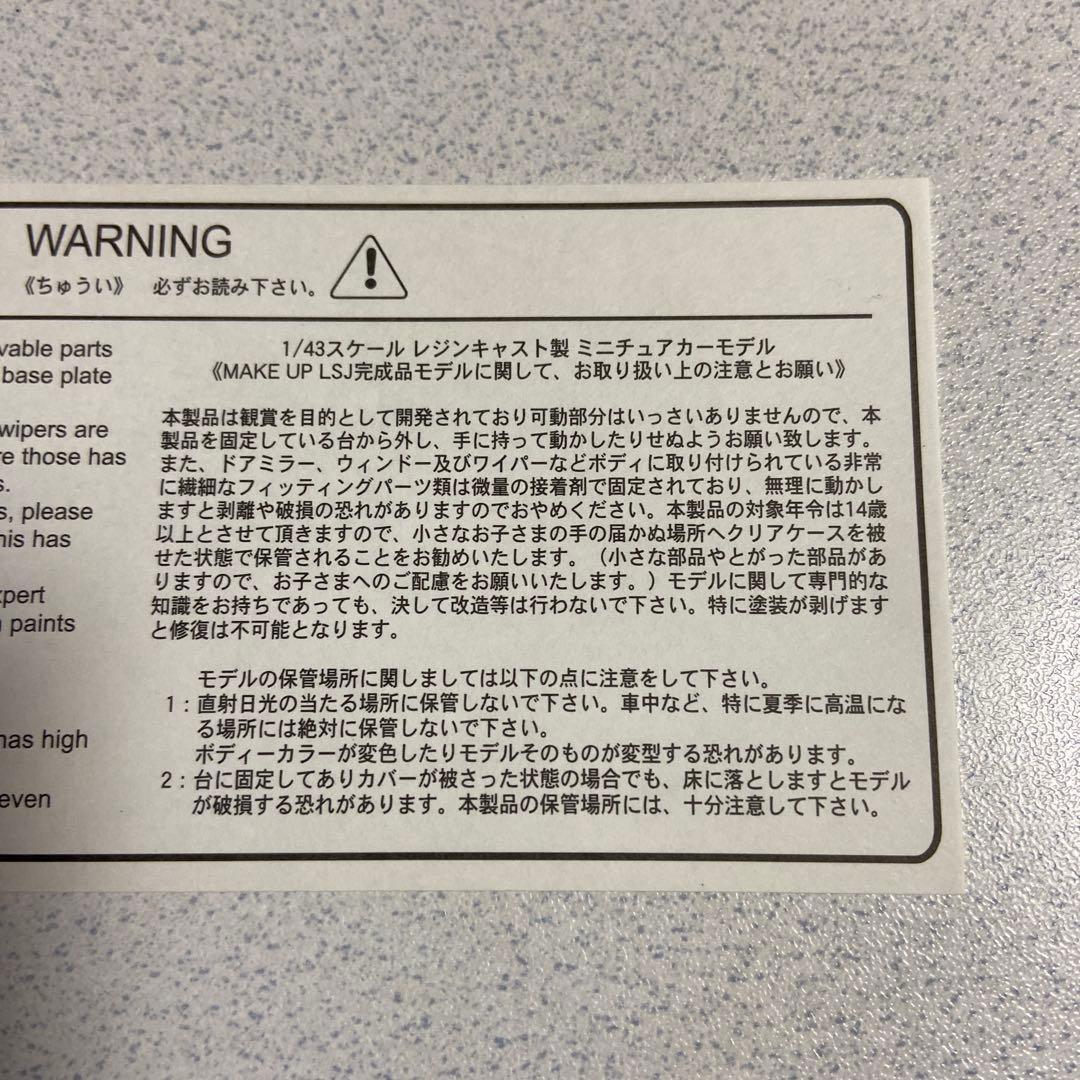 WARNING
《ちゅうい》 必ずお読み下さい。
vable parts
base plate
wipers are
re those has
s.
s, please
his has
xpert
paints
has high
even
1/43スケール レジンキャスト製 ミニチュアカーモデル
《MAKE UP LSJ完成品モデルに関して、お取り扱い上の注意とお願い》
本製品は観賞を目的として開発されており可動部分はいっさいありませんので、本
製品を固定している台から外し、手に持って動かしたりせぬようお願い致します。
また、ドアミラー、ウィンドー及びワイパーなどボディに取り付けられている非常
に繊細なフィッティングパーツ類は微量の接着剤で固定されており、無理に動かし
ますと剥離や破損の恐れがありますのでおやめください。本製品の対象年令は14歳
以上とさせて頂きますので、小さなお子さまの手の届かぬ場所へクリアケースを被
せた状態で保管されることをお勧めいたします。（小さな部品やとがった部品があ
りますので、お子さまへのご配慮をお願いいたします。）モデルに関して専門的な
知識をお持ちであっても、決して改造等は行わないで下さい。特に塗装が剥げます
と修復は不可能となります。
モデルの保管場所に関しましては以下の点に注意をして下さい。
1：直射日光の当たる場所に保管しないで下さい。車中など、特に夏季に高温にな
る場所には絶対に保管しないで下さい。
ボディーカラーが変色したりモデルそのものが変型する恐れがあります。
2：台に固定してありカバーが被さった状態の場合でも、床に落としますとモデル
が破損する恐れがあります。本製品の保管場所には、十分注意して下さい。